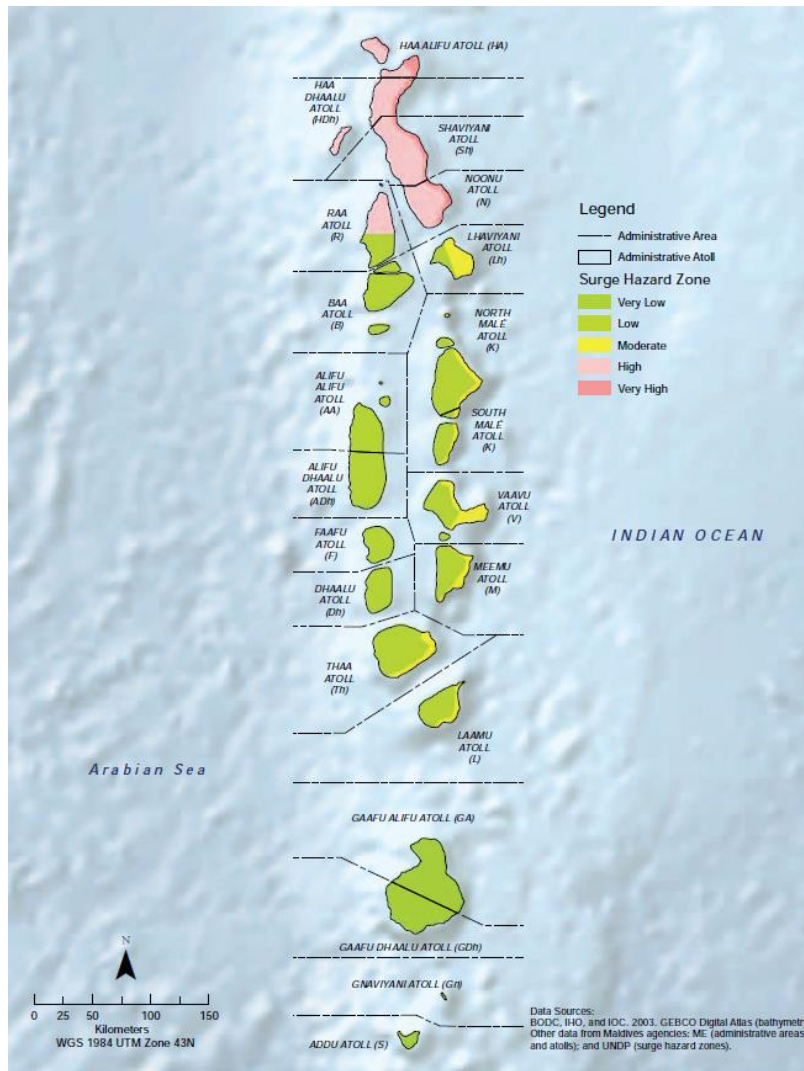 HAA ALIFU ATOLL (HA)
HAA
DHAALU
ATOLL
(HDh)
SHAVIYANI
ATOLL
(Sh)
NOONU
ATOLL
(N)
RAA
ATOLL
(R)
LHAVIYANI
ATOLL
(Lh)
BAA
ATOLL
(B)
NORTH
MALÉ
ATOLL
(K)
ALIFU
ALIFU
ATOLL
(AA)
SOUTH
MALÉ
ATOLL
(K)
ALIFU
DHAALU
ATOLL
(ADh)
VAAVU
ATOLL
(V)
FAAFU
ATOLL
(F)
MEEMU
ATOLL
(M)
DHAALU
ATOLL
(Dh)
THAA
ATOLL
(Th)
LAAMU
ATOLL
(L)
GAAFU ALIFU ATOLL (GA)
GAAFU DHAALU ATOLL (GDh)
GNAVIYANI ATOLL (Gn)
ADDU ATOLL (S)
Legend
Administrative Area
Administrative Atoll
Surge Hazard Zone
Very Low
Low
Moderate
High
Very High
INDIAN OCEAN
Arabian Sea
N
0 25 50 100 150
Kilometers
WGS 1984 UTM Zone 43N
Data Sources:
BODC, IHO, and IOC. 2003. GEBCO Digital Atlas (bathymetr
Other data from Maldives agencies: ME (administrative areas
and atolls); and UNDP (surge hazard zones).